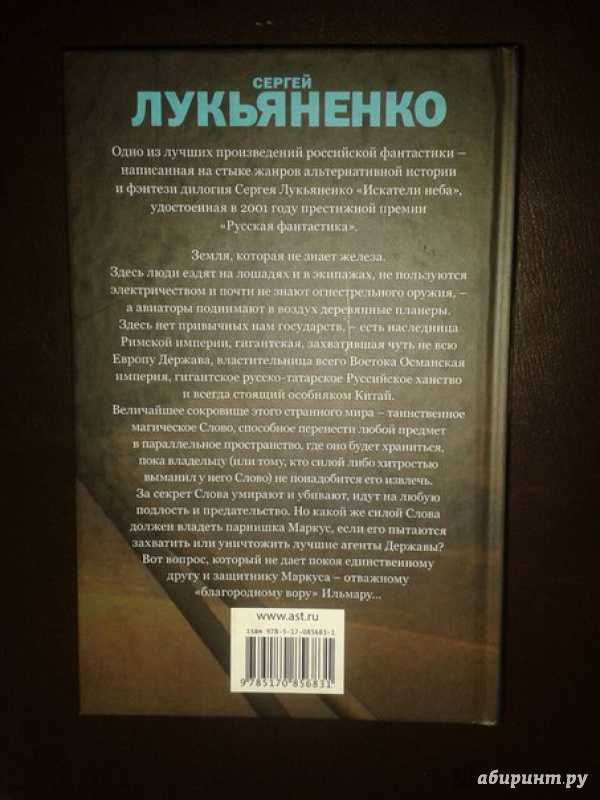 СЕРГЕЙ
ЛУКЬЯНЕНКО
Одно из лучших произведений российской фантастики –
написанная на стыке жанров альтернативной истории
и фэнтези дилогия Сергея Лукьяненко «Искатели неба»,
удостоенная в 2001 году престижной премии
«Русская фантастика».
Земля, которая не знает железа.
Здесь люди ездят на лошадях и в экипажах, не пользуются
электричеством и почти не знают огнестрельного оружия, –
а авиаторы поднимают в воздух деревянные планеры.
Здесь нет привычных нам государств, – есть наследница
Римской империи, гигантская, захватившая чуть не всю
Европу Держава, властительница всего Востока Османская
империя, гигантское русско-татарское Российское ханство
и всегда стоящий особняком Китай.
Величайшее сокровище этого странного мира – таинственное
магическое Слово, способное перенести любой предмет
в параллельное пространство, где оно будет храниться,
пока владельцу (или тому, кто силой либо хитростью
выманил у него Слово) не понадобится его извлечь.
За секрет Слова умирают и убивают, идут на любую
подлость и предательство. Но какой же силой Слова
должен владеть парнишка Маркус, если его пытаются
захватить или уничтожить лучшие агенты Державы?
Вот вопрос, который не дает покоя единственному
другу и защитнику Маркуса – отважному
«благородному вору» Ильмару...
www.ast.ru
ISBN 978-5-17-085683-1
9 785170 856831
Лабиринт.ру